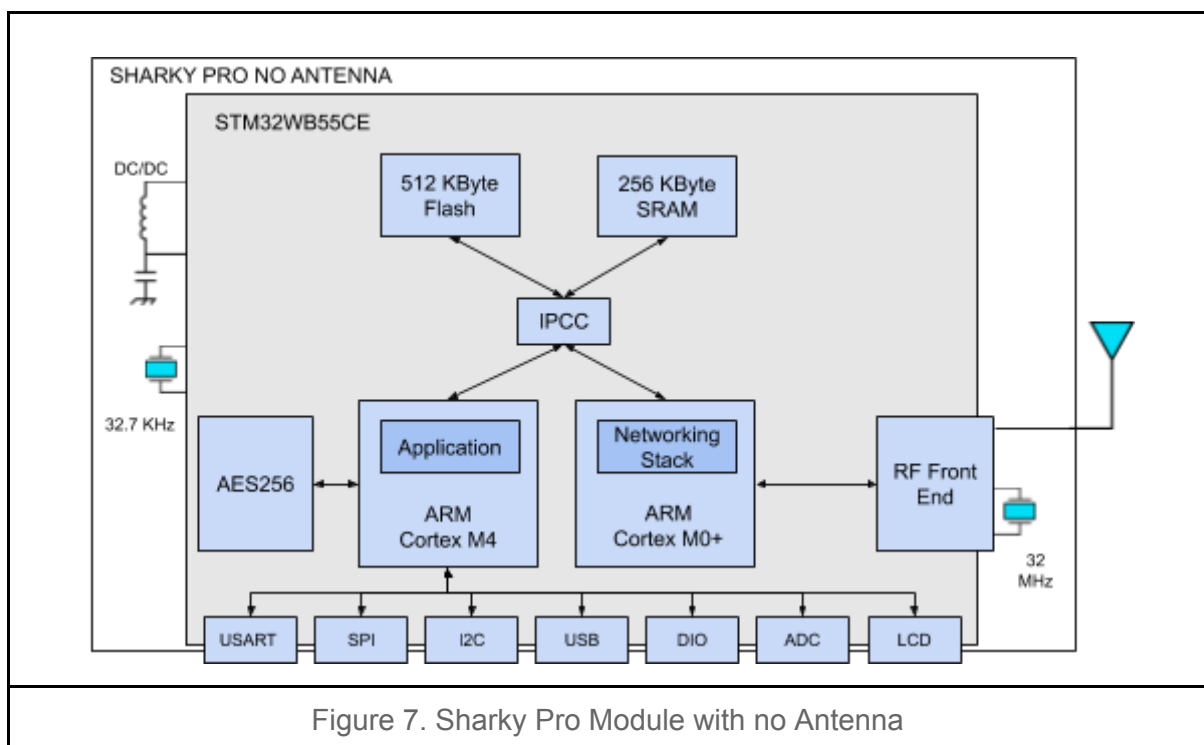 SHARKY PRO NO ANTENNA
STM32WB55CE
DC/DC
512 KByte
Flash
256 KByte
SRAM
IPCC
32.7 KHz
AES256
Application
ARM
Cortex M4
Networking
Stack
ARM
Cortex M0+
RF Front
End
32
MHz
USART
SPI
I2C
USB
DIO
ADC
LCD
Figure 7. Sharky Pro Module with no Antenna